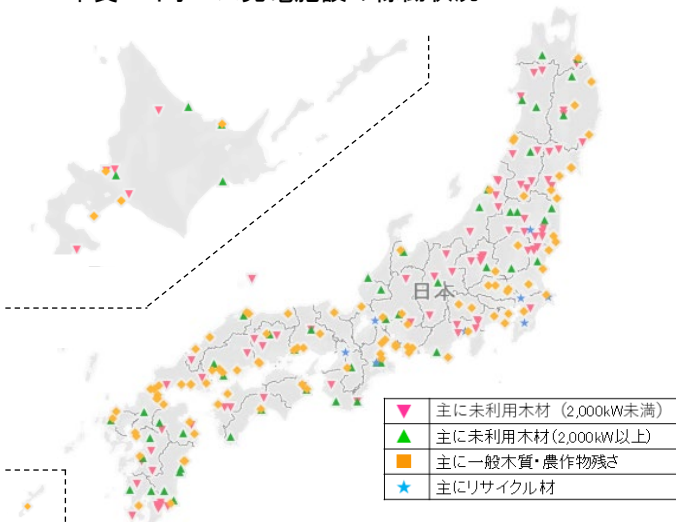 日本
主に未利用木材（2,000kW未満）
主に未利用木材(2,000kW以上)
主に一般木質・農作物残さ
主にリサイクル材